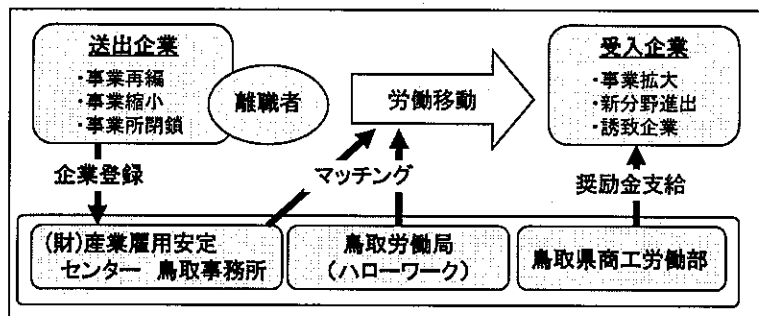 送出企業
・事業再編
・事業縮小
・事業所閉鎖
離職者
労働移動
受入企業
・事業拡大
・新分野進出
・誘致企業
企業登録
マッチング
奨励金支給
(財)産業雇用安定
センター 鳥取事務所
鳥取労働局
(ハローワーク)
鳥取県商工労働部